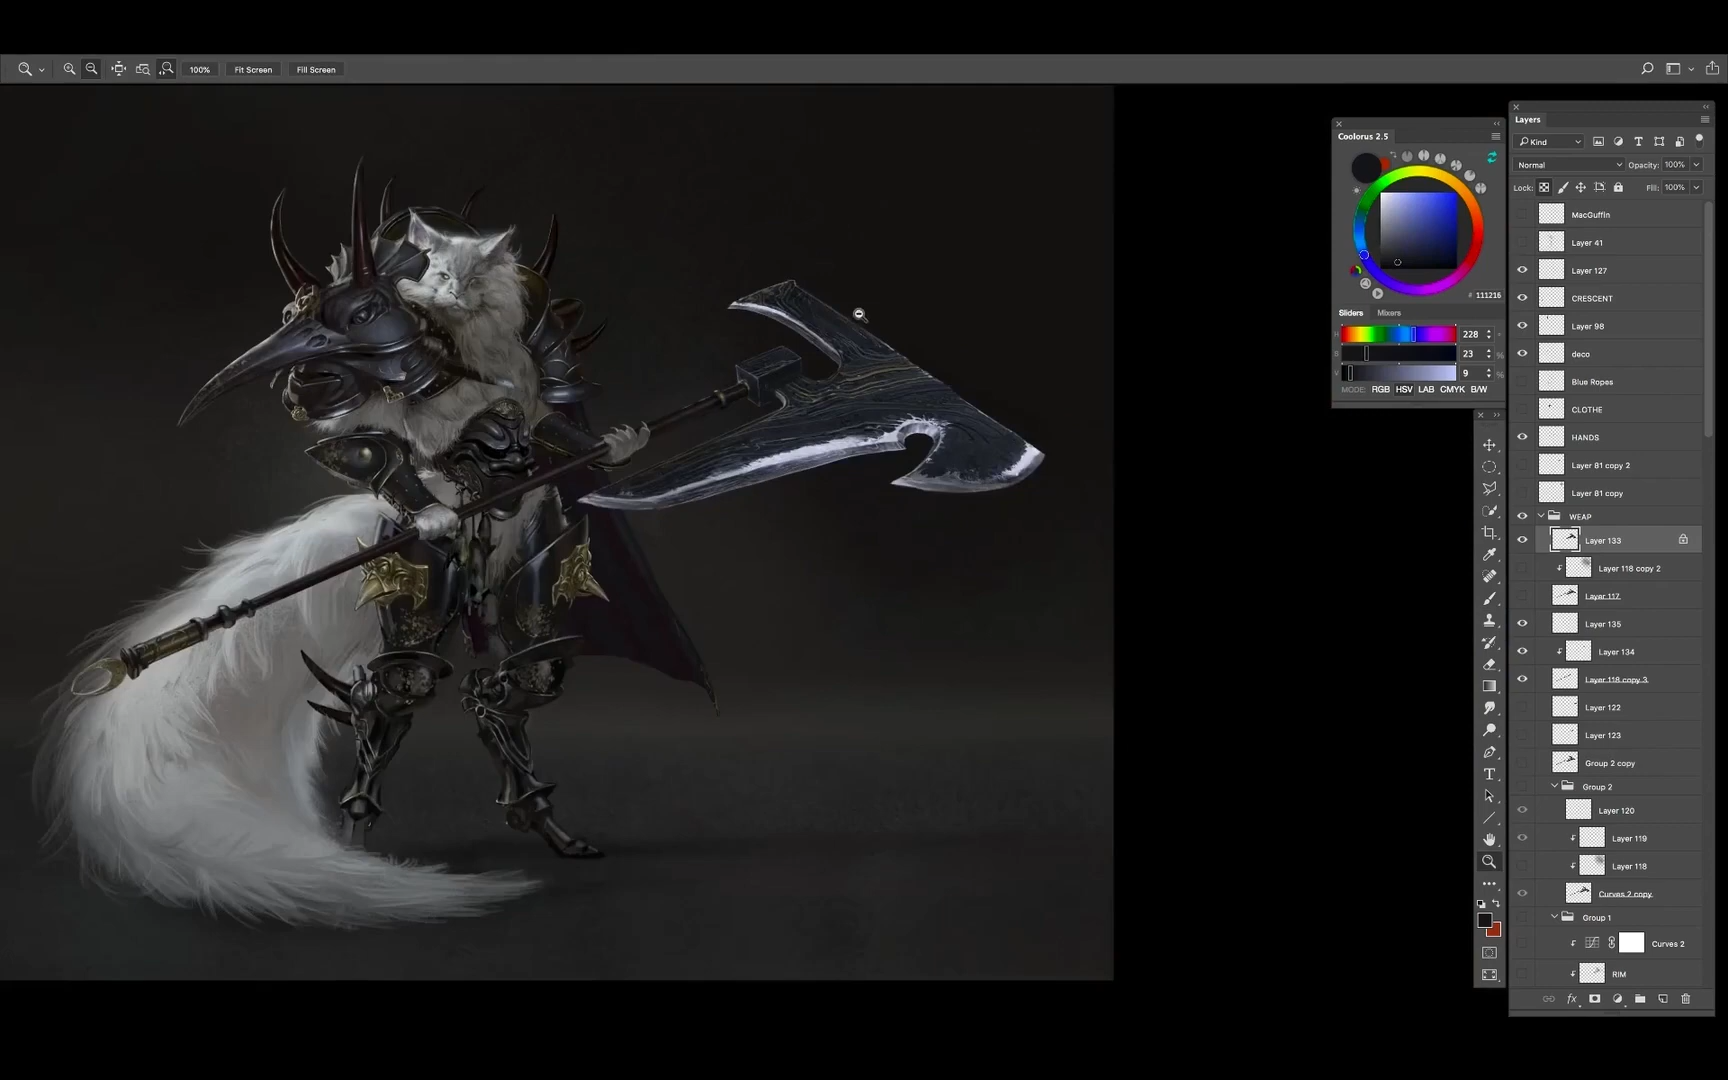 100%
Fit Screen
Fill Screen
Coolorus 2.5
# 111216
Sliders
Mixers
H 228 °
S 23 %
V 9 %
MODE: RGB HSV LAB CMYK B/W
Layers
Kind
Normal
Opacity: 100%
Lock:
Fill: 100%
MacGuffin
Layer 41
Layer 127
CRESCENT
Layer 98
deco
Blue Ropes
CLOTHE
HANDS
Layer 81 copy 2
Layer 81 copy
WEAP
Layer 133
Layer 118 copy 2
Layer 117
Layer 135
Layer 134
Layer 118 copy 3
Layer 122
Layer 123
Group 2 copy
Group 2
Layer 120
Layer 119
Layer 118
Curves 2 copy
Group 1
Curves 2
RIM